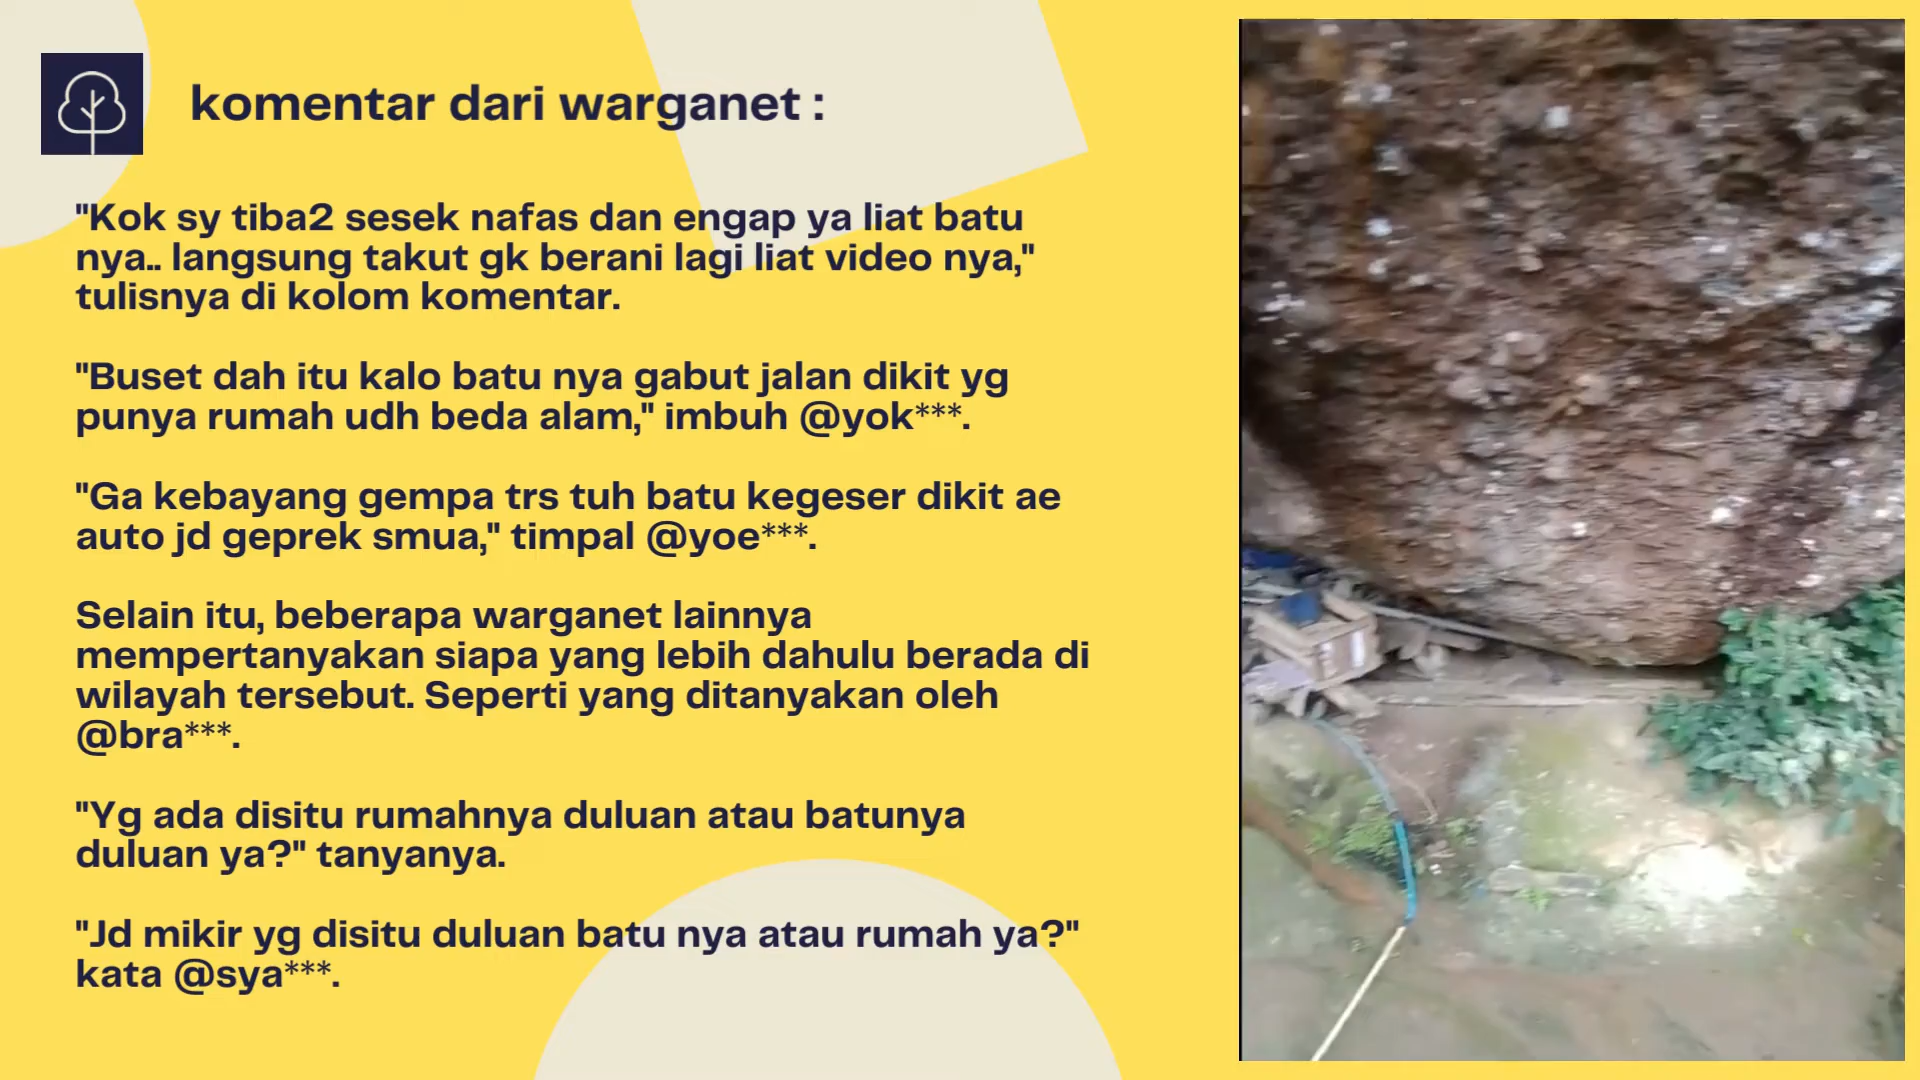 komentar dari warganet :
"Kok sy tiba2 sesek nafas dan engap ya liat batu
nya.. langsung takut gk berani lagi liat video nya,"
tulisnya di kolom komentar.
"Buset dah itu kalo batu nya gabut jalan dikit yg
punya rumah udh beda alam," imbuh @yok***.
"Ga kebayang gempa trs tuh batu kegeser dikit ae
auto jd geprek smua," timpal @yoe***.
Selain itu, beberapa warganet lainnya
mempertanyakan siapa yang lebih dahulu berada di
wilayah tersebut. Seperti yang ditanyakan oleh
@bra***.
"Yg ada disitu rumahnya duluan atau batunya
duluan ya?" tanyanya.
"Jd mikir yg disitu duluan batu nya atau rumah ya?"
kata @sya***.